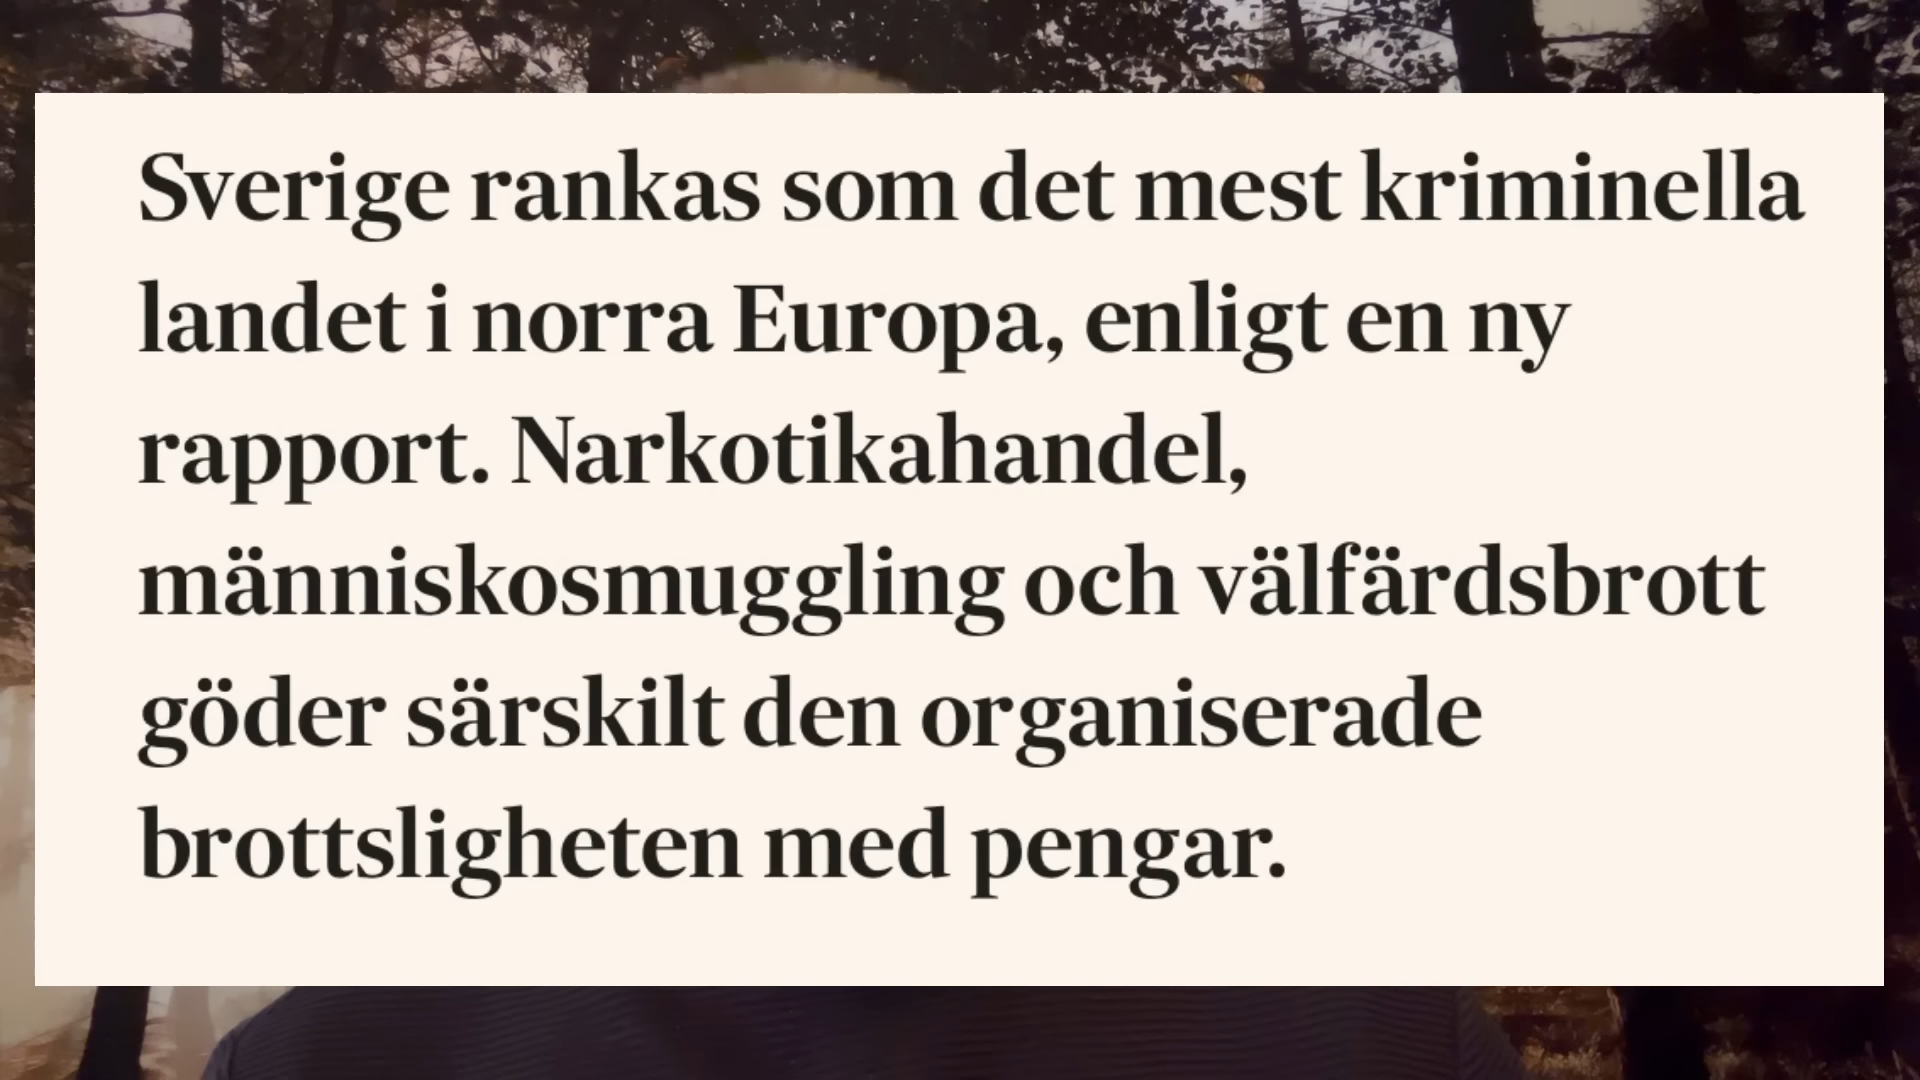 Sverige rankas som det mest kriminella
landet i norra Europa, enligt en ny
rapport. Narkotikahandel,
människosmuggling och välfärdsbrott
göder särskilt den organiserade
brottsligheten med pengar.